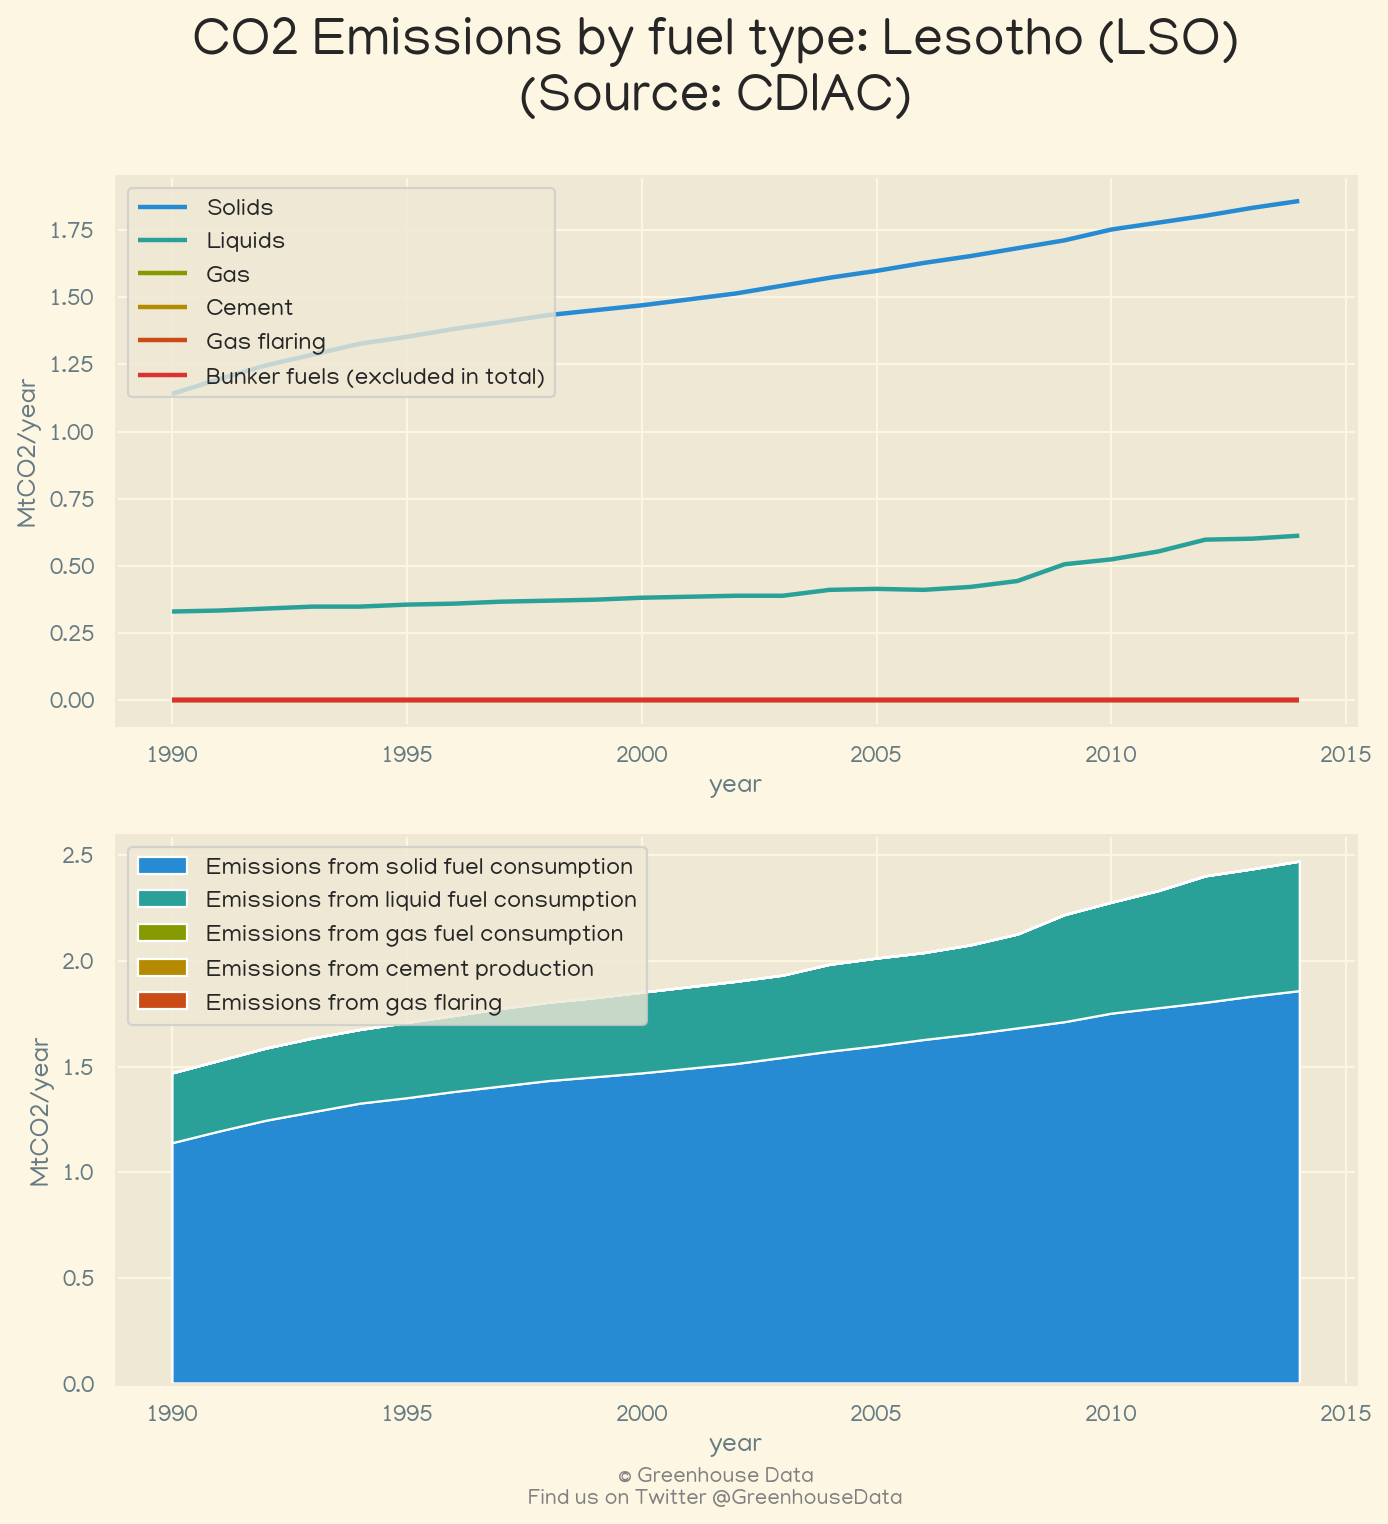 CO2 Emissions by fuel type: Lesotho (LSO)
(Source: CDIAC)
Solids
Liquids
Gas
Cement
Gas flaring
Bunker fuels (excluded in total)
MtCO2/year
1.75
1.50
1.25
1.00
0.75
0.50
0.25
0.00
1990 1995 2000 2005 2010 2015
year
Emissions from solid fuel consumption
Emissions from liquid fuel consumption
Emissions from gas fuel consumption
Emissions from cement production
Emissions from gas flaring
MtCO2/year
2.5
2.0
1.5
1.0
0.5
0.0
1990 1995 2000 2005 2010 2015
year
© Greenhouse Data
Find us on Twitter @GreenhouseData